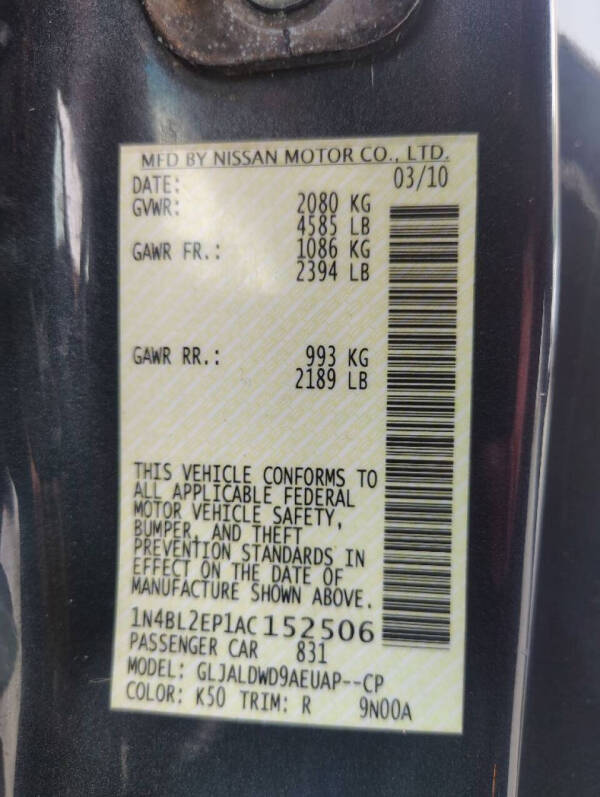 MFD BY NISSAN MOTOR CO., LTD.
DATE: 03/10
GVWR: 2080 KG
4585 LB
GAWR FR.: 1086 KG
2394 LB
GAWR RR.: 993 KG
2189 LB
THIS VEHICLE CONFORMS TO
ALL APPLICABLE FEDERAL
MOTOR VEHICLE SAFETY,
BUMPER, AND THEFT
PREVENTION STANDARDS IN
EFFECT ON THE DATE OF
MANUFACTURE SHOWN ABOVE.
1N4BL2EP1AC152506
PASSENGER CAR 831
MODEL: GLJALDWD9AEUAP--CP
COLOR: K50 TRIM: R 9N00A